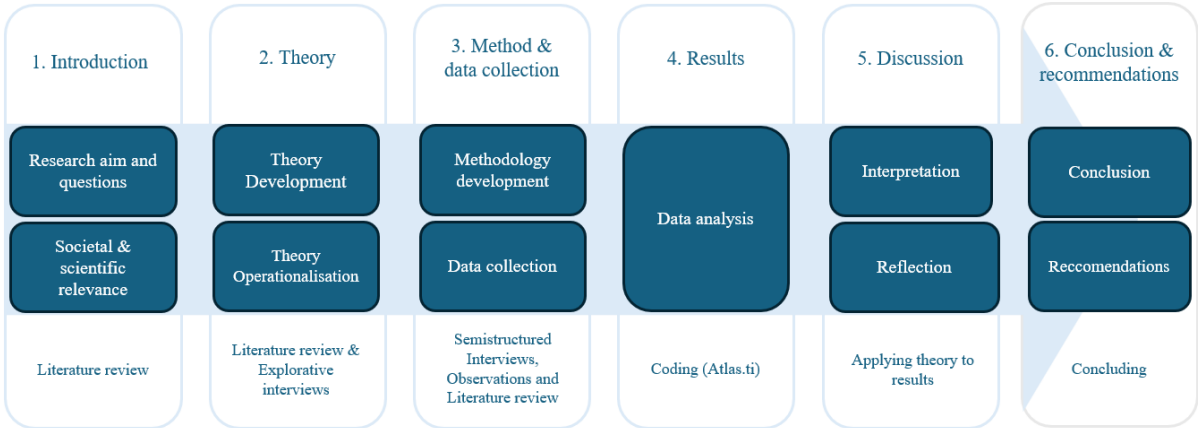 1. Introduction
2. Theory
3. Method &
data collection
4. Results
5. Discussion
6. Conclusion &
recommendations
Research aim and
questions
Theory
Development
Methodology
development
Data analysis
Interpretation
Conclusion
Societal &
scientific
relevance
Theory
Operationalisation
Data collection
Reflection
Reccomendations
Literature review
Literature review &
Explorative
interviews
Semistructured
Interviews,
Observations and
Literature review
Coding (Atlas.ti)
Applying theory to
results
Concluding